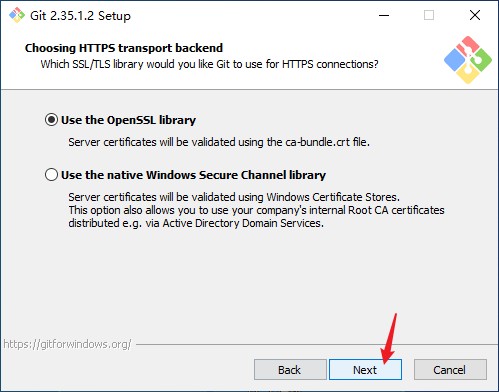 Git 2.35.1.2 Setup
Choosing HTTPS transport backend
Which SSL/TLS library would you like Git to use for HTTPS connections?
Use the OpenSSL library
Server certificates will be validated using the ca-bundle.crt file.
Use the native Windows Secure Channel library
Server certificates will be validated using Windows Certificate Stores.
This option also allows you to use your company's internal Root CA certificates
distributed e.g. via Active Directory Domain Services.
https://gitforwindows.org/
Back
Next
Cancel